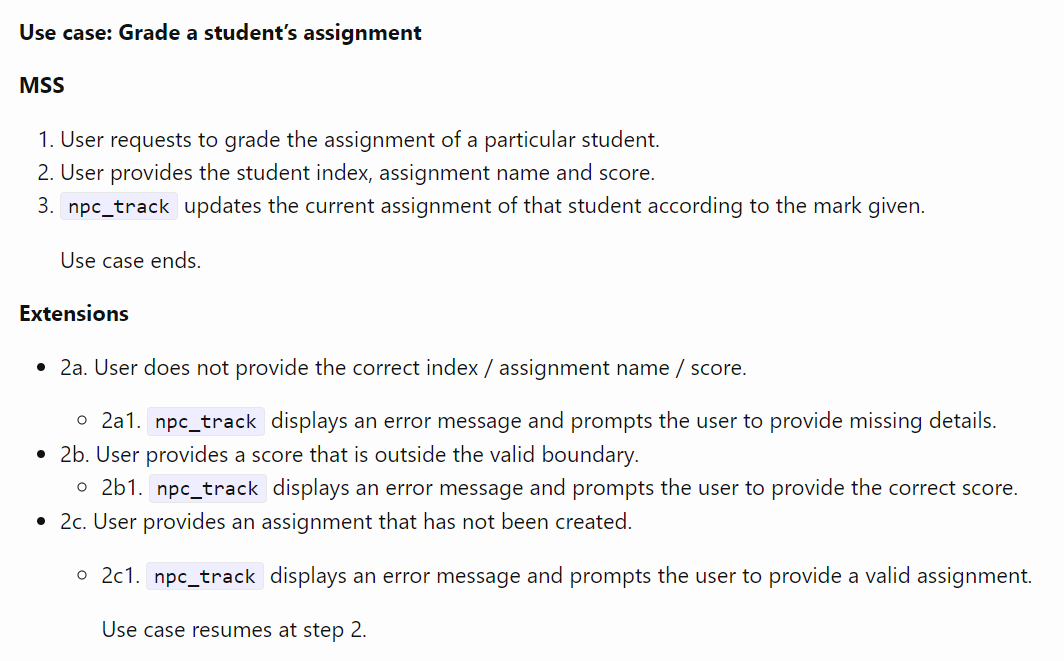 Use case: Grade a student’s assignment
MSS
1. User requests to grade the assignment of a particular student.
2. User provides the student index, assignment name and score.
3. npc_track updates the current assignment of that student according to the mark given.
Use case ends.
Extensions
• 2a. User does not provide the correct index / assignment name / score.
○ 2a1. npc_track displays an error message and prompts the user to provide missing details.
• 2b. User provides a score that is outside the valid boundary.
○ 2b1. npc_track displays an error message and prompts the user to provide the correct score.
• 2c. User provides an assignment that has not been created.
○ 2c1. npc_track displays an error message and prompts the user to provide a valid assignment.
Use case resumes at step 2.